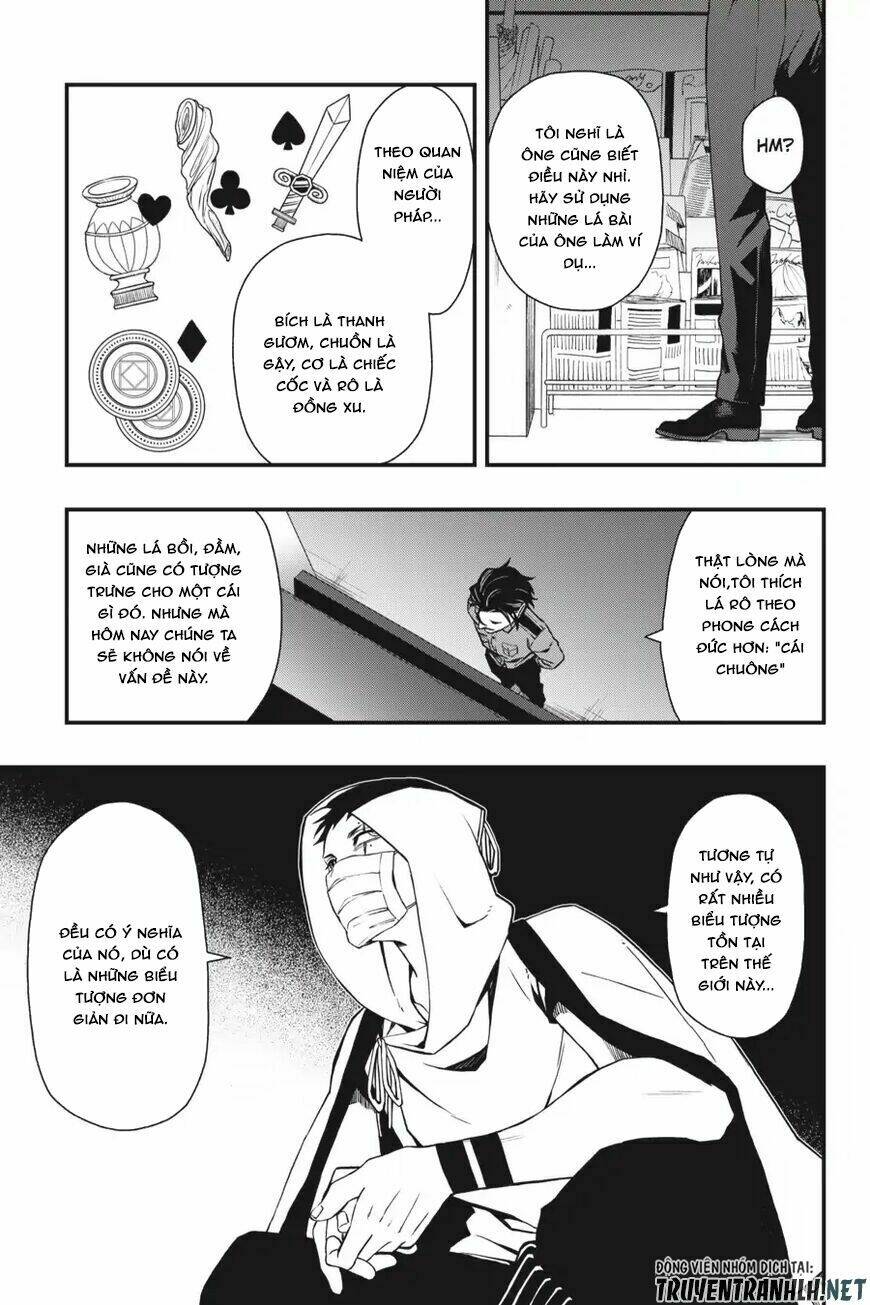 HM?
TÔI NGHĨ LÀ
ÔNG CŨNG BIẾT
ĐIỀU NÀY NHỈ.
HÃY SỬ DỤNG
NHỮNG LÁ BÀI
CỦA ÔNG LÀM VÍ
DỤ...
THEO QUAN
NIỆM CỦA
NGƯỜI
PHÁP...
BÍCH LÀ THANH
GƯƠM, CHUỒN LÀ
GẬY, CƠ LÀ CHIẾC
CỐC VÀ RÔ LÀ
ĐỒNG XU.
THẬT LÒNG MÀ
NÓI,TÔI THÍCH
LÁ RÔ THEO
PHONG CÁCH
ĐỨC HƠN: "CÁI
CHUÔNG"
NHỮNG LÁ BỒI, ĐẦM,
GIÀ CŨNG CÓ TƯỢNG
TRƯNG CHO MỘT CÁI
GÌ ĐÓ. NHƯNG MÀ
HÔM NAY CHÚNG TA
SẼ KHÔNG NÓI VỀ
VẤN ĐỀ NÀY.
TƯƠNG TỰ
NHƯ VẬY, CÓ
RẤT NHIỀU
BIỂU TƯỢNG
TỒN TẠI
TRÊN THẾ
GIỚI NÀY...
ĐỀU CÓ Ý NGHĨA
CỦA NÓ, DÙ CÓ
LÀ NHỮNG BIỂU
TƯỢNG ĐƠN
GIẢN ĐI NỮA.
ĐỘNG VIÊN NHÓM DỊCH TẠI:
TRUYENTRANHLH.NET